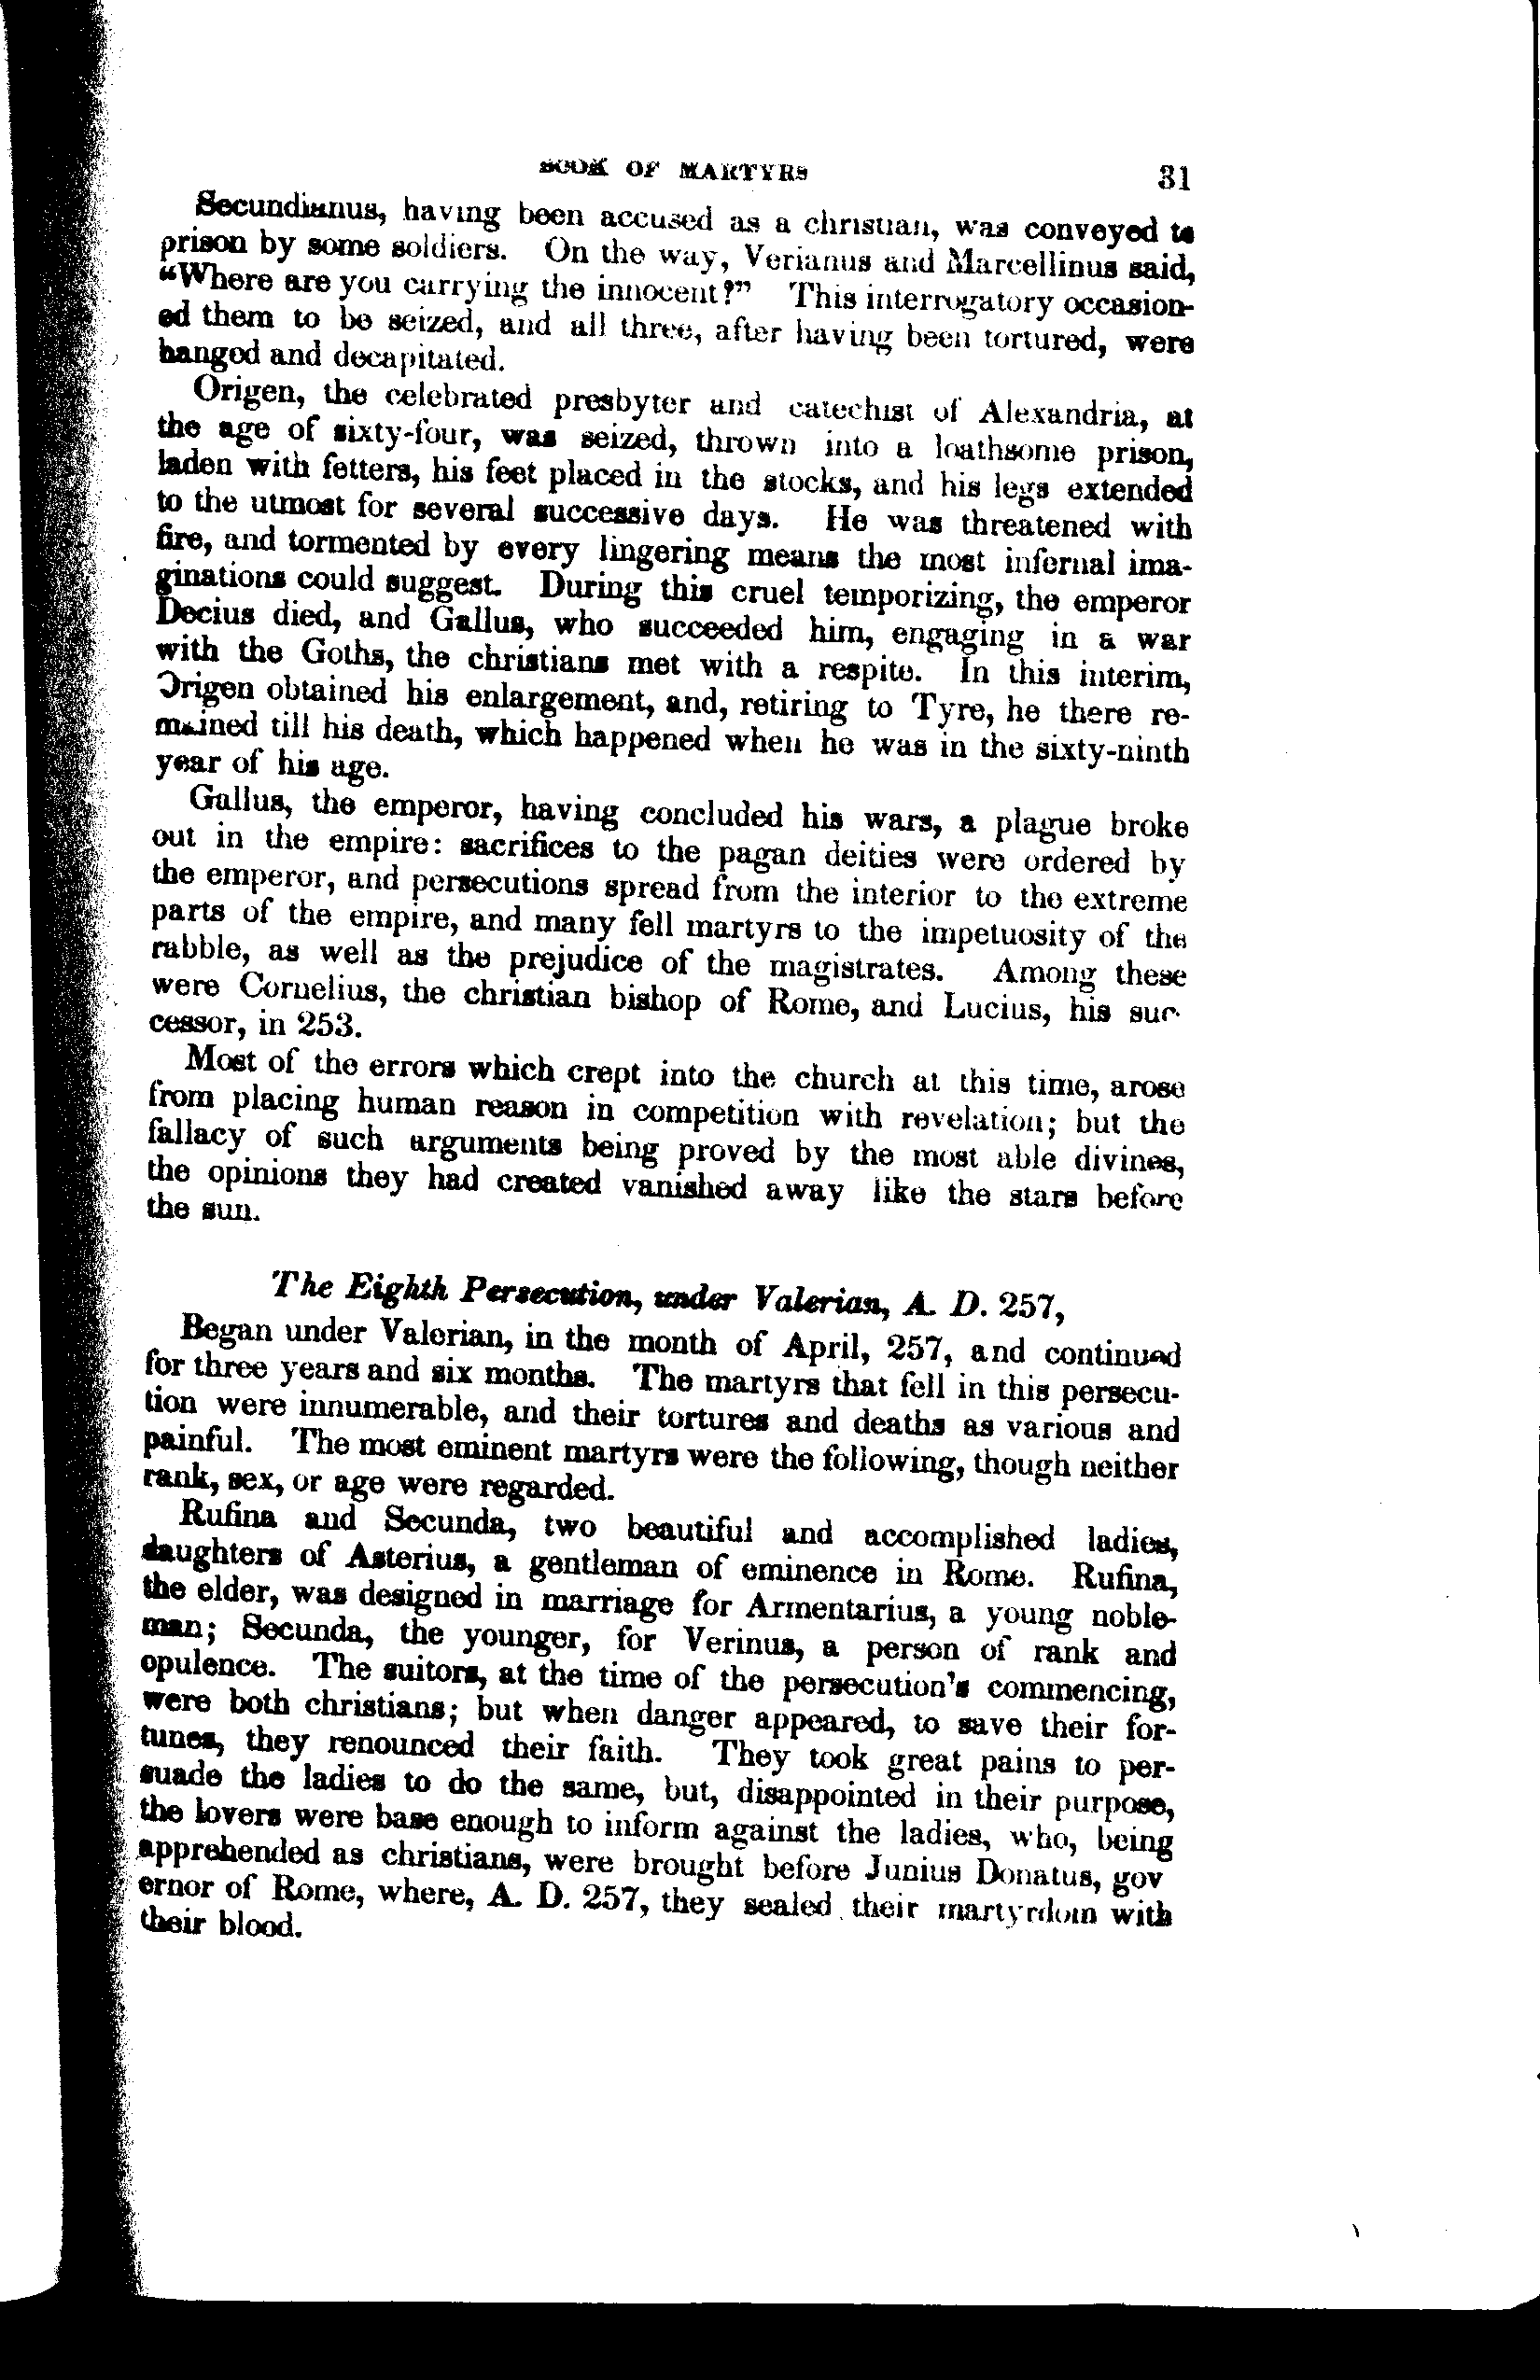 BOOK OF MARTYRS 31
Secundianus, having been accused as a christian, was conveyed to
prison by some soldiers. On the way, Verianus and Marcellinus said,
“Where are you carrying the innocent?” This interrogatory occasion-
ed them to be seized, and all three, after having been tortured, were
hanged and decapitated.
Origen, the celebrated presbyter and catechist of Alexandria, at
the age of sixty-four, was seized, thrown into a loathsome prison,
laden with fetters, his feet placed in the stocks, and his legs extended
to the utmost for several successive days. He was threatened with
fire, and tormented by every lingering means the most infernal ima-
ginations could suggest. During this cruel temporizing, the emperor
Decius died, and Gallus, who succeeded him, engaging in a war
with the Goths, the christians met with a respite. In this interim,
Origen obtained his enlargement, and, retiring to Tyre, he there re-
mained till his death, which happened when he was in the sixty-ninth
year of his age.
Gallus, the emperor, having concluded his wars, a plague broke
out in the empire: sacrifices to the pagan deities were ordered by
the emperor, and persecutions spread from the interior to the extreme
parts of the empire, and many fell martyrs to the impetuosity of the
rabble, as well as the prejudice of the magistrates. Among these
were Cornelius, the christian bishop of Rome, and Lucius, his suc-
cessor, in 253.
Most of the errors which crept into the church at this time, arose
from placing human reason in competition with revelation; but the
fallacy of such arguments being proved by the most able divines,
the opinions they had created vanished away like the stars before
the sun.
The Eighth Persecution, under Valerian, A. D. 257,
Began under Valerian, in the month of April, 257, and continued
for three years and six months. The martyrs that fell in this persecu-
tion were innumerable, and their tortures and deaths as various and
painful. The most eminent martyrs were the following, though neither
rank, sex, or age were regarded.
Rufina and Secunda, two beautiful and accomplished ladies,
daughters of Asterius, a gentleman of eminence in Rome. Rufina,
the elder, was designed in marriage for Armentarius, a young noble-
man; Secunda, the younger, for Verinus, a person of rank and
opulence. The suitors, at the time of the persecution's commencing,
were both christians; but when danger appeared, to save their for-
tunes, they renounced their faith. They took great pains to per-
suade the ladies to do the same, but, disappointed in their purpose,
the lovers were base enough to inform against the ladies, who, being
apprehended as christians, were brought before Junius Donatus, gov
ernor of Rome, where, A. D. 257, they sealed their martyrdom with
their blood.